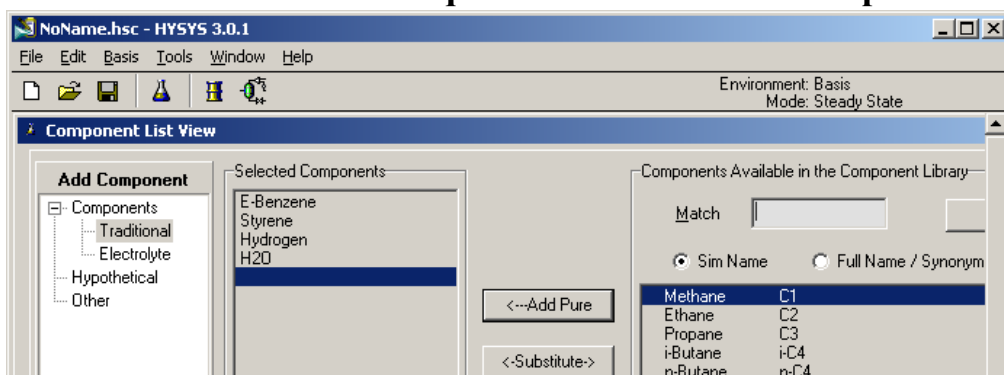 NoName.hsc - HYSYS 3.0.1
File Edit Basis Tools Window Help
Environment: Basis
Mode: Steady State
Component List View
Add Component
Components
Traditional
Electrolyte
Hypothetical
Other
Selected Components
E-Benzene
Styrene
Hydrogen
H2O
<---Add Pure
<-Substitute->
Components Available in the Component Library
Match
Sim Name Full Name / Synonym
Methane C1
Ethane C2
Propane C3
i-Butane i-C4
n-Butane n-C4